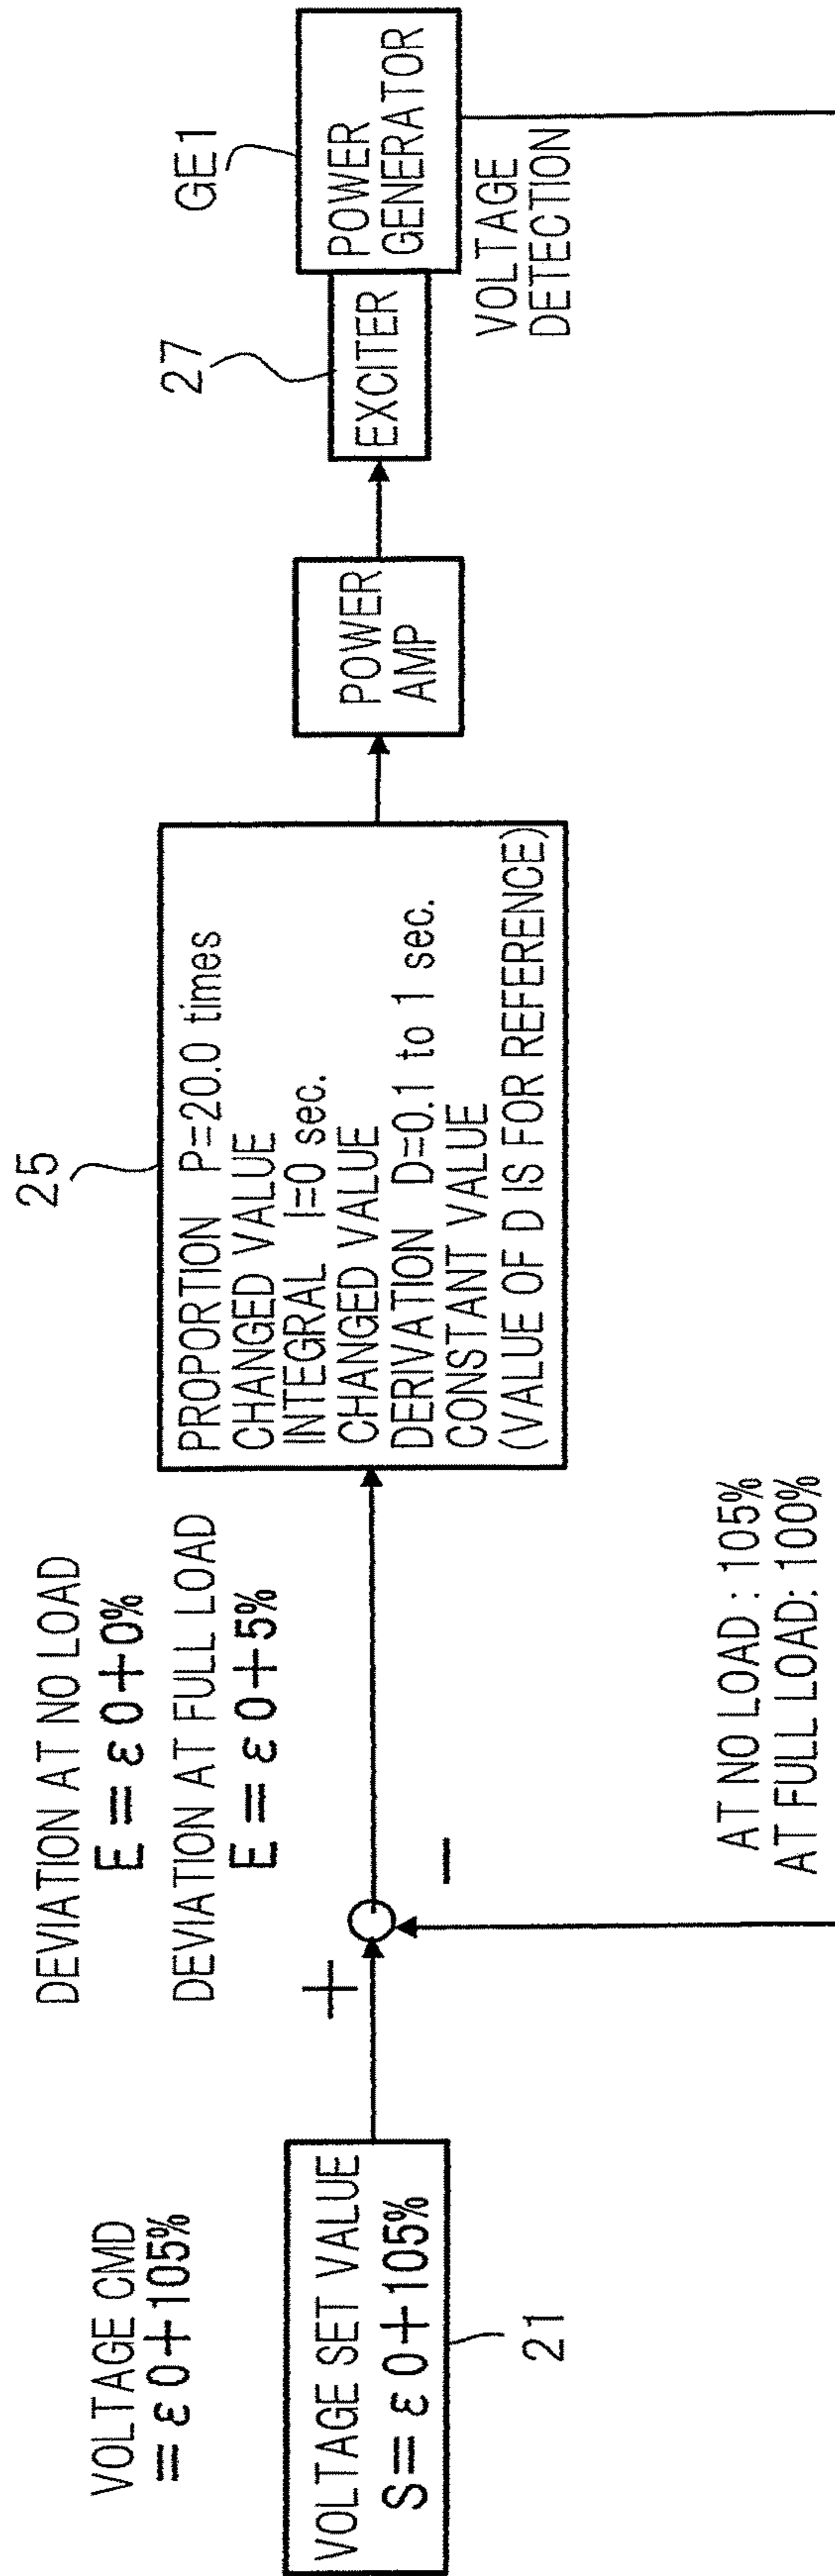 VOLTAGE CMD
= ε0+105%
VOLTAGE SET VALUE
S= ε0+105%
21
+
−
DEVIATION AT NO LOAD
E = ε0+0%
DEVIATION AT FULL LOAD
E = ε0+5%
25
PROPORTION P=20.0 times
CHANGED VALUE
INTEGRAL I=0 sec.
CHANGED VALUE
DERIVATION D=0.1 to 1 sec.
CONSTANT VALUE
(VALUE OF D IS FOR REFERENCE)
POWER
AMP
27
EXCITER
GE1
POWER
GENERATOR
VOLTAGE
DETECTION
AT NO LOAD : 105%
AT FULL LOAD: 100%